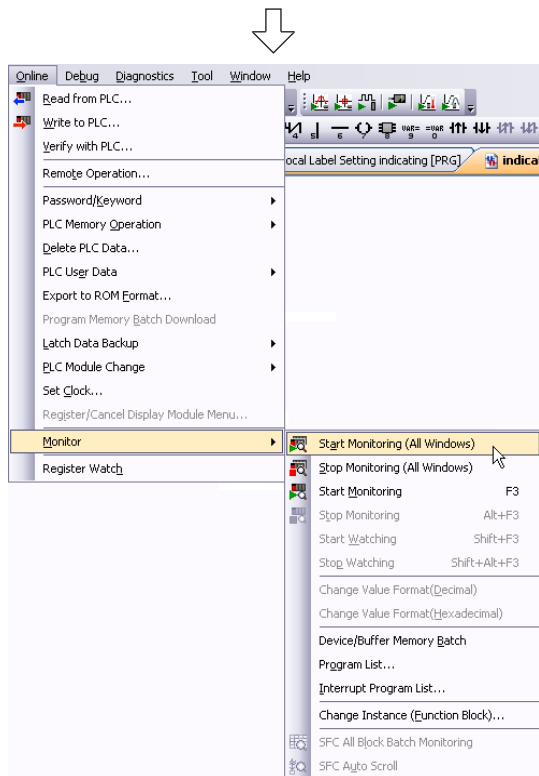 Online Debug Diagnostics Tool Window Help
Read from PLC...
Write to PLC...
Verify with PLC...
Remote Operation...
Password/Keyword
PLC Memory Operation
Delete PLC Data...
PLC User Data
Export to ROM Format...
Program Memory Batch Download
Latch Data Backup
PLC Module Change
Set Clock...
Register/Cancel Display Module Menu...
Monitor
Register Watch
ocal Label Setting indicating [PRG] indica
Start Monitoring (All Windows)
Stop Monitoring (All Windows)
Start Monitoring F3
Stop Monitoring Alt+F3
Start Watching Shift+F3
Stop Watching Shift+Alt+F3
Change Value Format(Decimal)
Change Value Format(Hexadecimal)
Device/Buffer Memory Batch
Program List...
Interrupt Program List...
Change Instance (Function Block)...
SFC All Block Batch Monitoring
SFC Auto Scroll